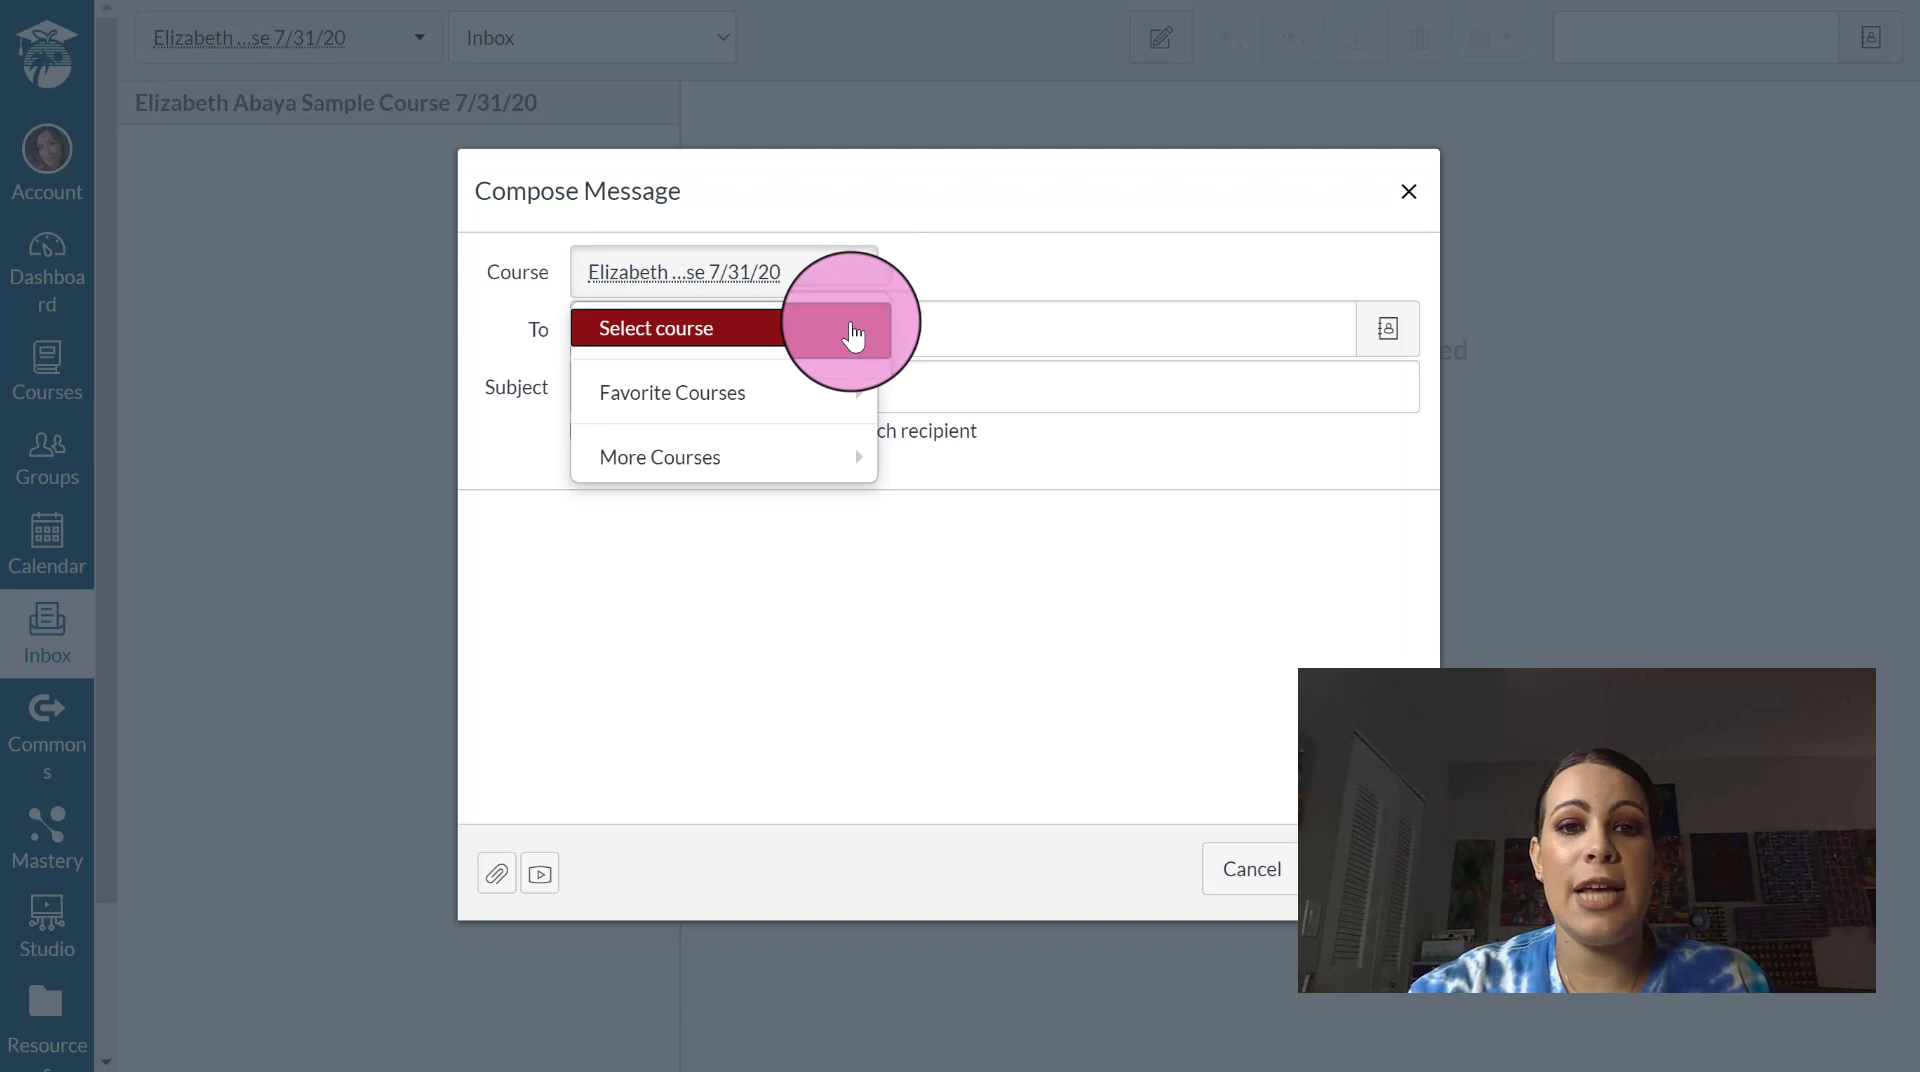 Elizabeth ...se 7/31/20
Inbox
Elizabeth Abaya Sample Course 7/31/20
Account
Dashboa
rd
Courses
Groups
Calendar
Inbox
Common
s
Mastery
Studio
Resource
Compose Message
Course
Elizabeth ...se 7/31/20
To
Select course
Subject
Favorite Courses
ch recipient
More Courses
Cancel
ed